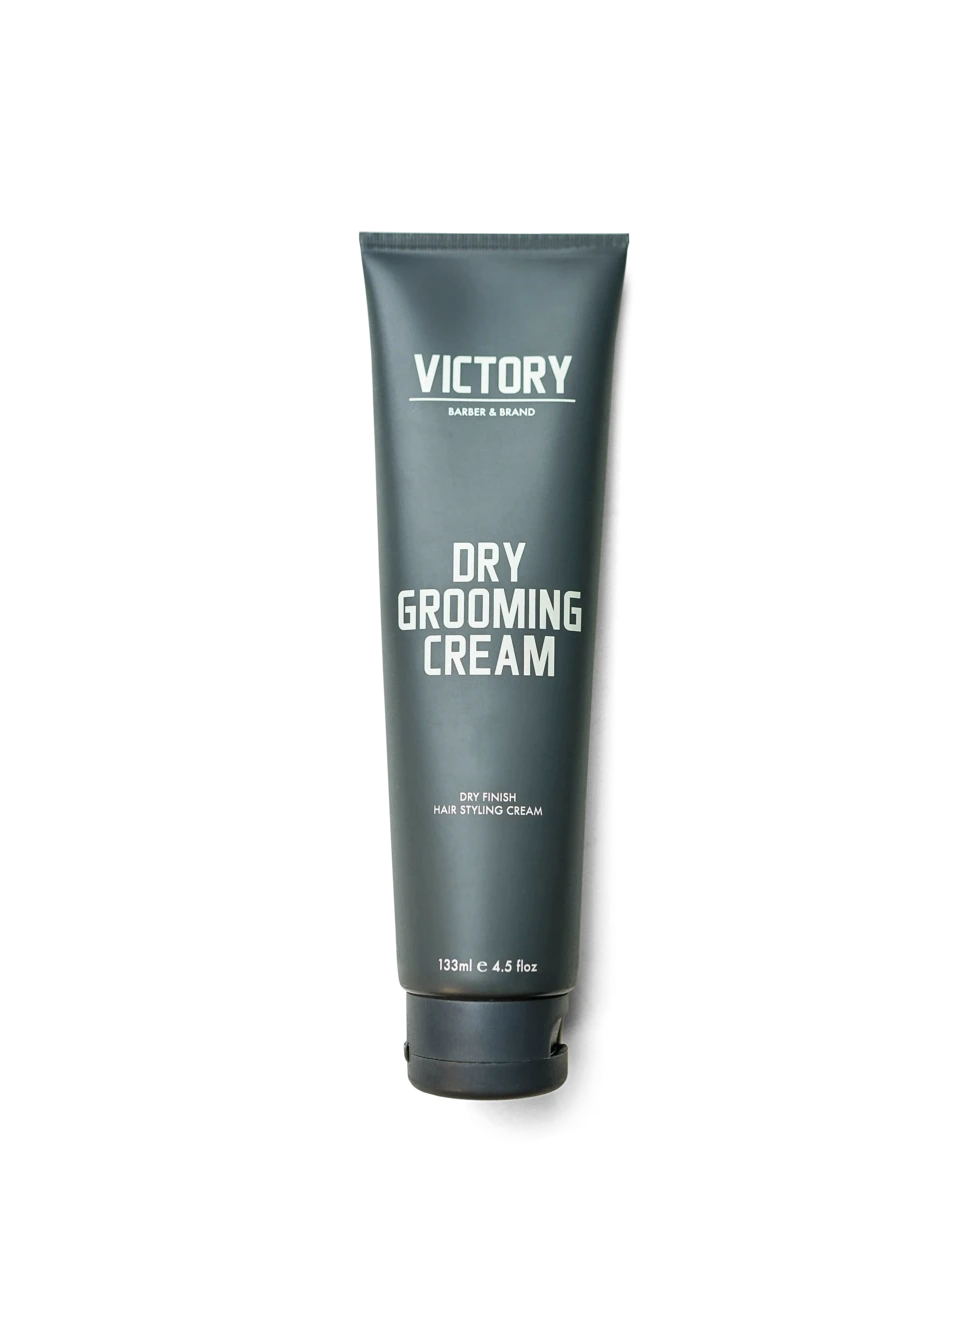 VICTORY
BARBER & BRAND
DRY
GROOMING
CREAM
DRY FINISH
HAIR STYLING CREAM
133ml ℮ 4.5 floz